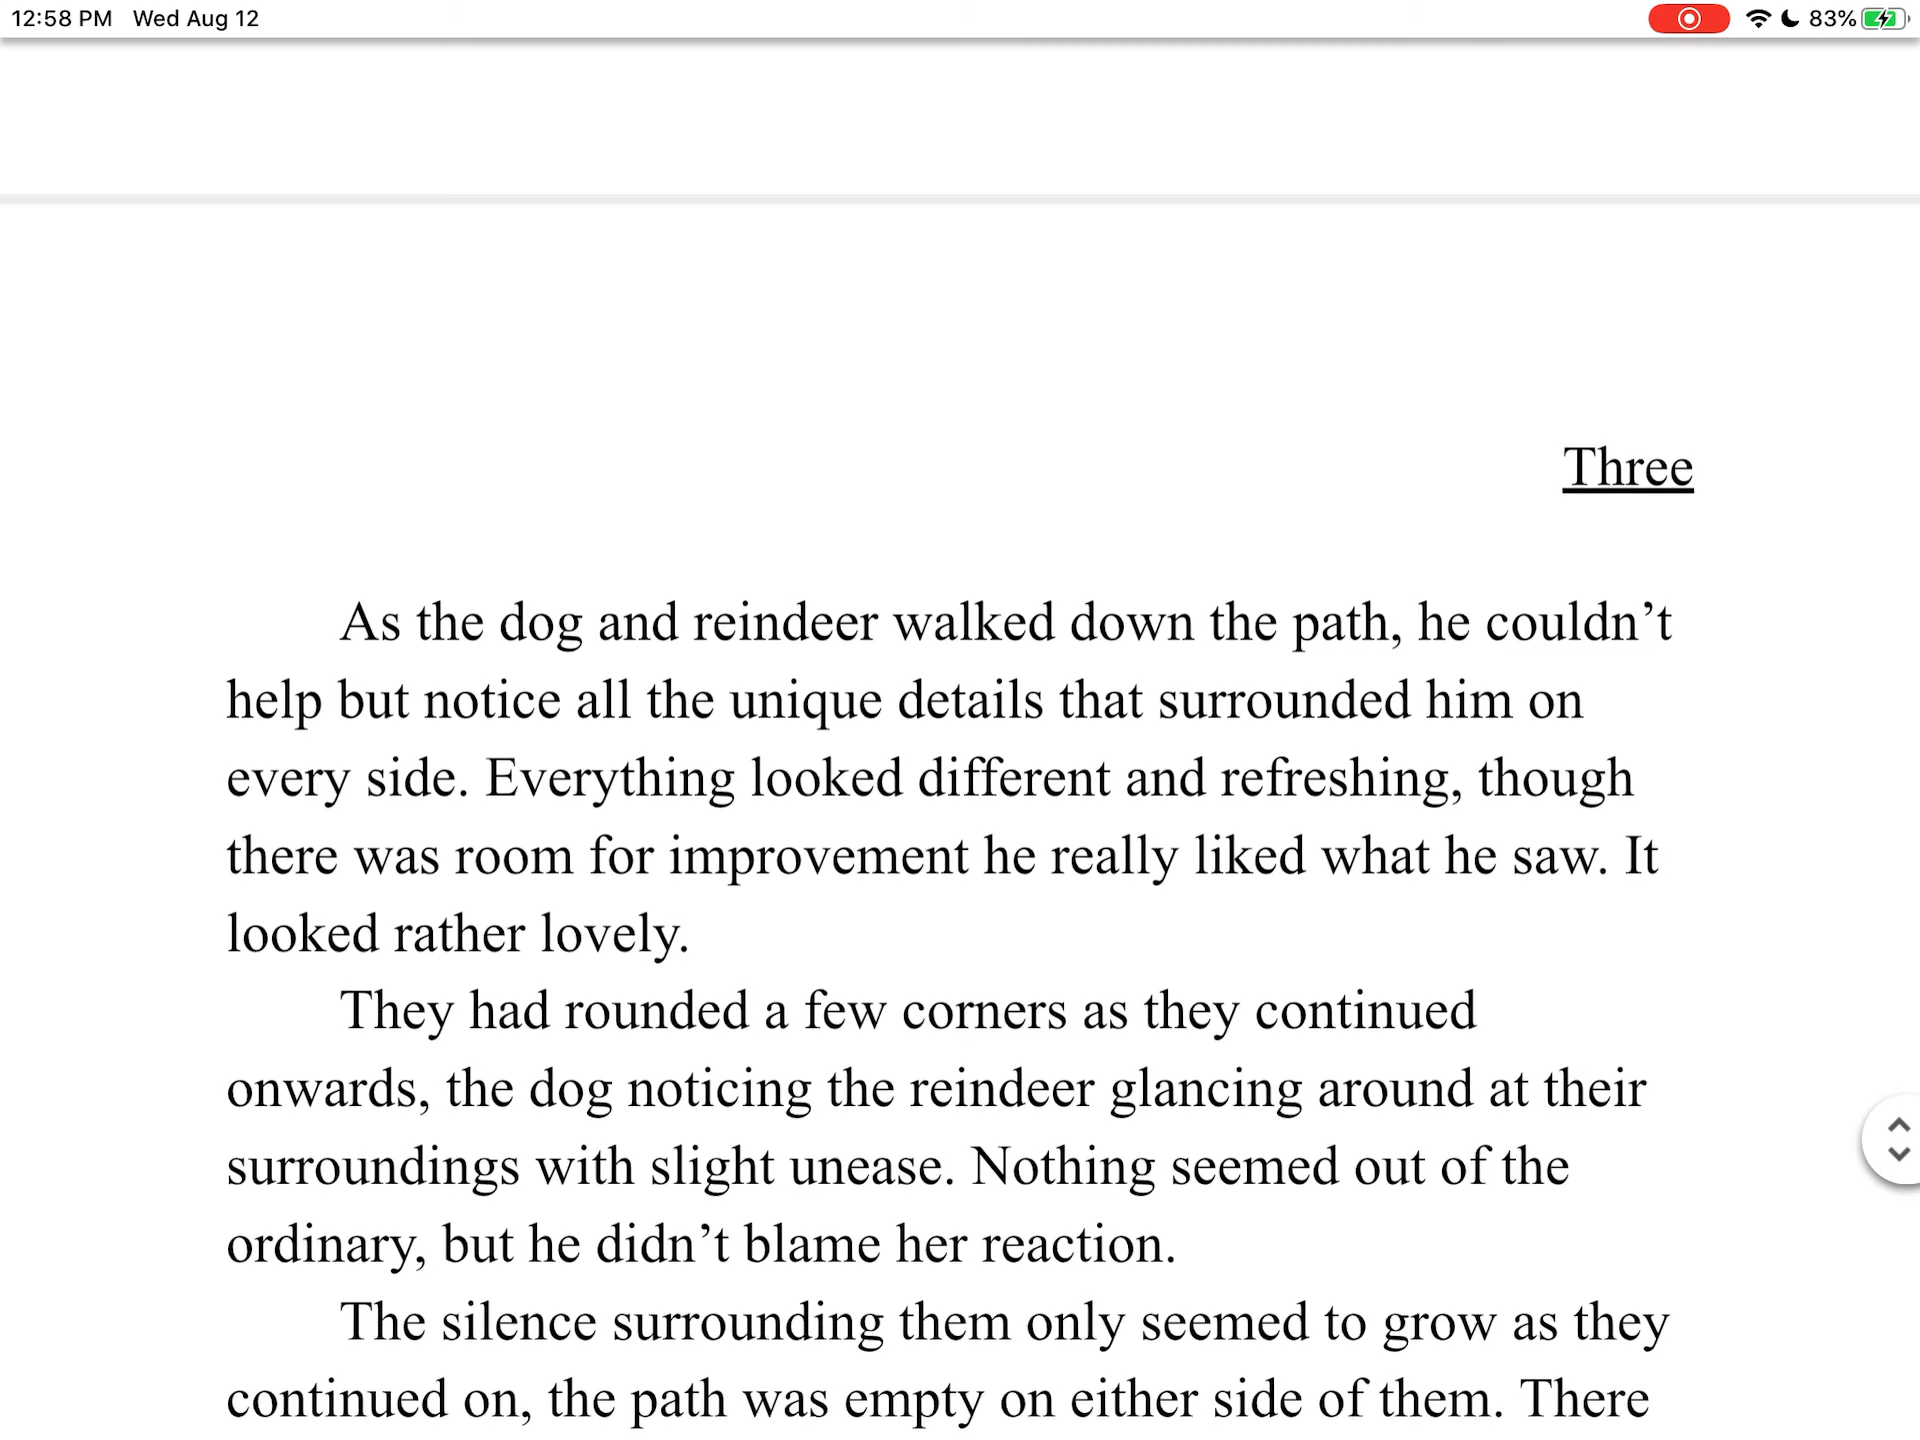 12:58 PM Wed Aug 12 83%
Three
As the dog and reindeer walked down the path, he couldn’t
help but notice all the unique details that surrounded him on
every side. Everything looked different and refreshing, though
there was room for improvement he really liked what he saw. It
looked rather lovely.
They had rounded a few corners as they continued
onwards, the dog noticing the reindeer glancing around at their
surroundings with slight unease. Nothing seemed out of the
ordinary, but he didn’t blame her reaction.
The silence surrounding them only seemed to grow as they
continued on, the path was empty on either side of them. There